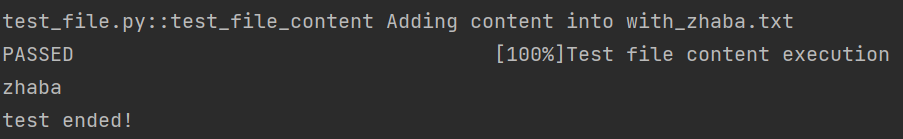 test_file.py::test_file_content Adding content into with_zhaba.txt
PASSED                                   [100%]Test file content execution
zhaba
test ended!